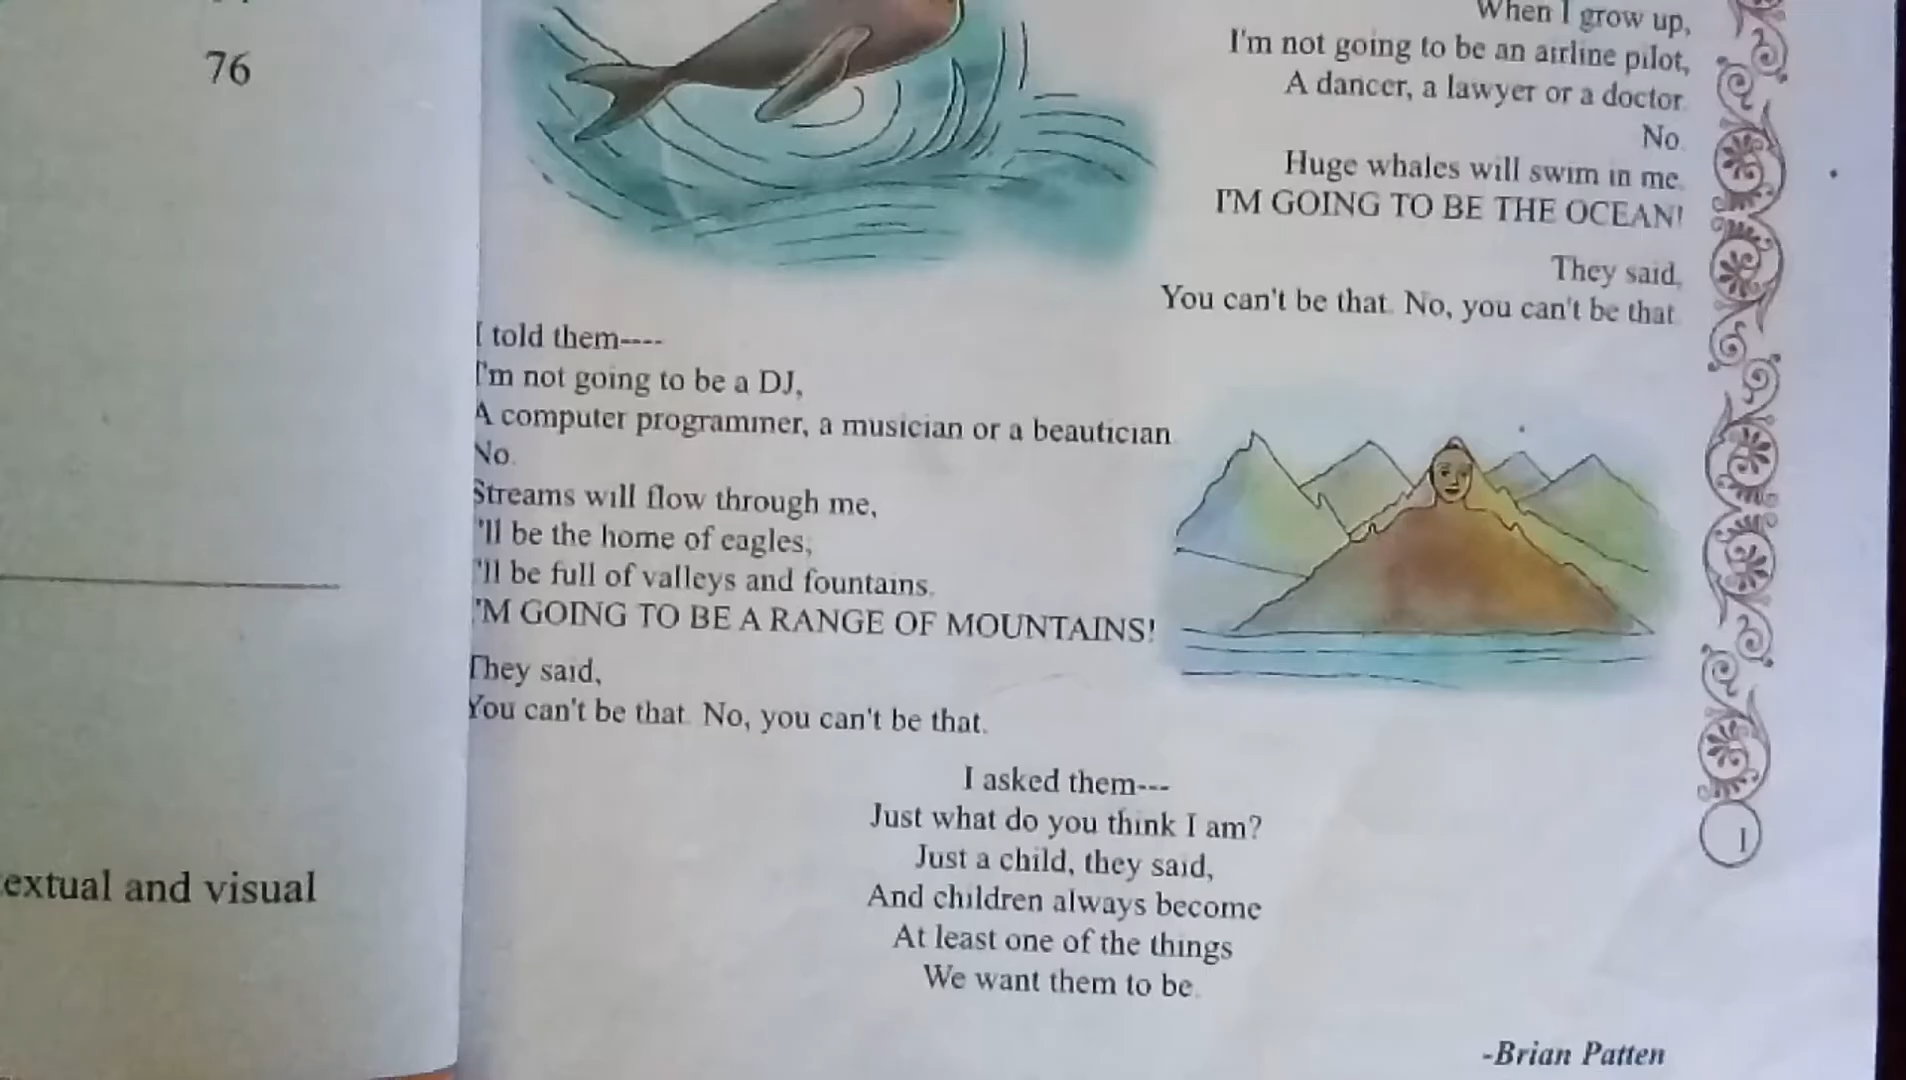 76
extual and visual
When I grow up,
I'm not going to be an airline pilot,
A dancer, a lawyer or a doctor.
No.
Huge whales will swim in me.
I'M GOING TO BE THE OCEAN!
They said,
You can't be that. No, you can't be that.
I told them----
I'm not going to be a DJ,
A computer programmer, a musician or a beautician
No.
Streams will flow through me,
'll be the home of eagles;
'll be full of valleys and fountains.
'M GOING TO BE A RANGE OF MOUNTAINS!
They said,
You can't be that. No, you can't be that.
I asked them---
Just what do you think I am?
Just a child, they said,
And children always become
At least one of the things
We want them to be.
-Brian Patten
1